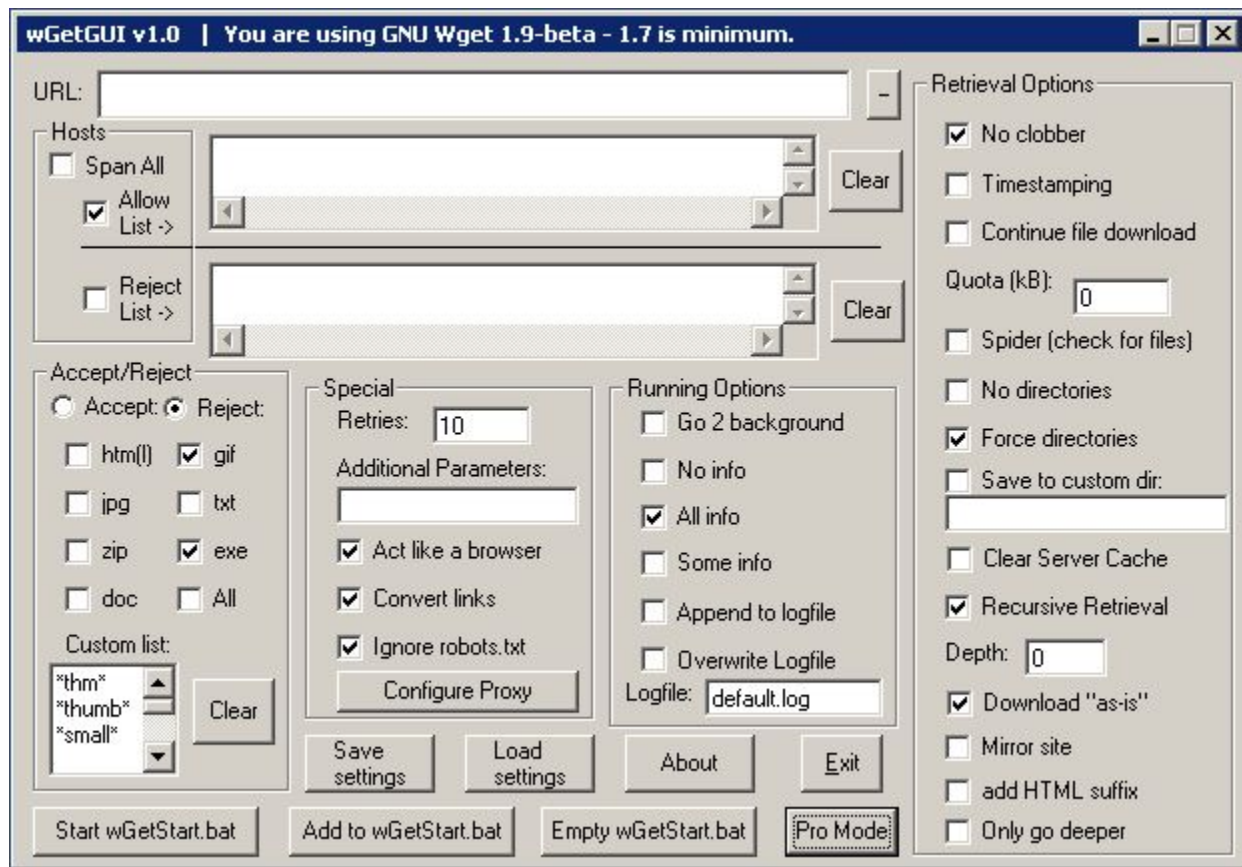 wGetGUI v1.0 | You are using GNU Wget 1.9-beta - 1.7 is minimum.
URL:
-
Hosts
Span All
Allow
List ->
Clear
Reject
List ->
Clear
Accept/Reject
Accept: Reject:
htm(l) gif
jpg txt
zip exe
doc All
Custom list:
*thm*
*thumb*
*small*
Clear
Special
Retries: 10
Additional Parameters:
Act like a browser
Convert links
Ignore robots.txt
Configure Proxy
Running Options
Go 2 background
No info
All info
Some info
Append to logfile
Overwrite Logfile
Logfile: default.log
Retrieval Options
No clobber
Timestamping
Continue file download
Quota (kB): 0
Spider (check for files)
No directories
Force directories
Save to custom dir:
Clear Server Cache
Recursive Retrieval
Depth: 0
Download "as-is"
Mirror site
add HTML suffix
Only go deeper
Save
settings
Load
settings
About
Exit
Start wGetStart.bat
Add to wGetStart.bat
Empty wGetStart.bat
Pro Mode